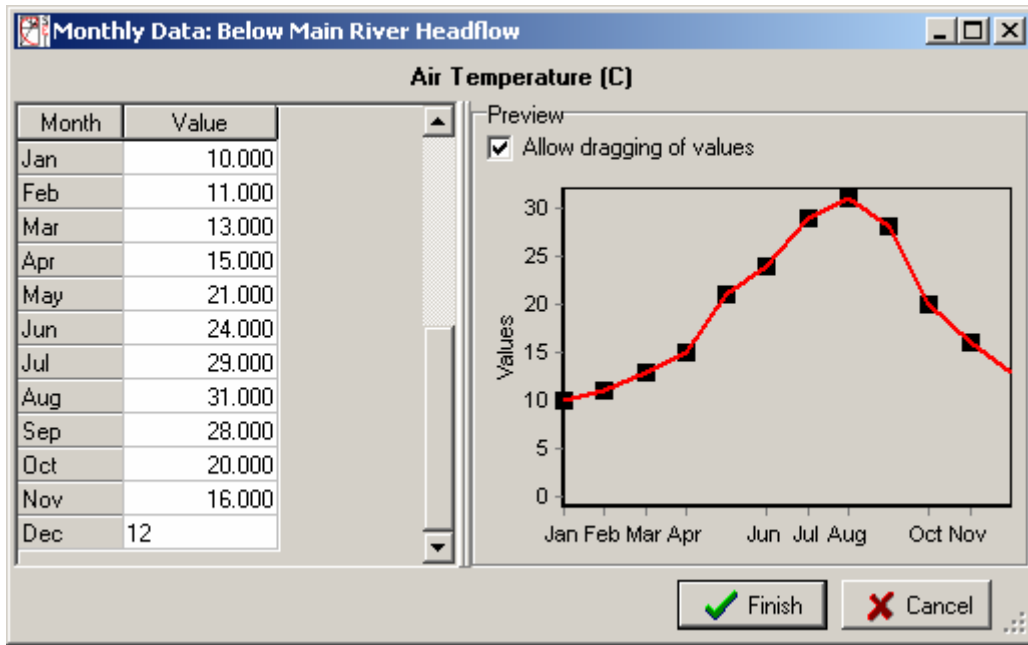 Monthly Data: Below Main River Headflow
Air Temperature (C)
Month Value
Jan 10.000
Feb 11.000
Mar 13.000
Apr 15.000
May 21.000
Jun 24.000
Jul 29.000
Aug 31.000
Sep 28.000
Oct 20.000
Nov 16.000
Dec 12
Preview
Allow dragging of values
Values
30
25
20
15
10
5
0
Jan Feb Mar Apr Jun Jul Aug Oct Nov
Finish Cancel